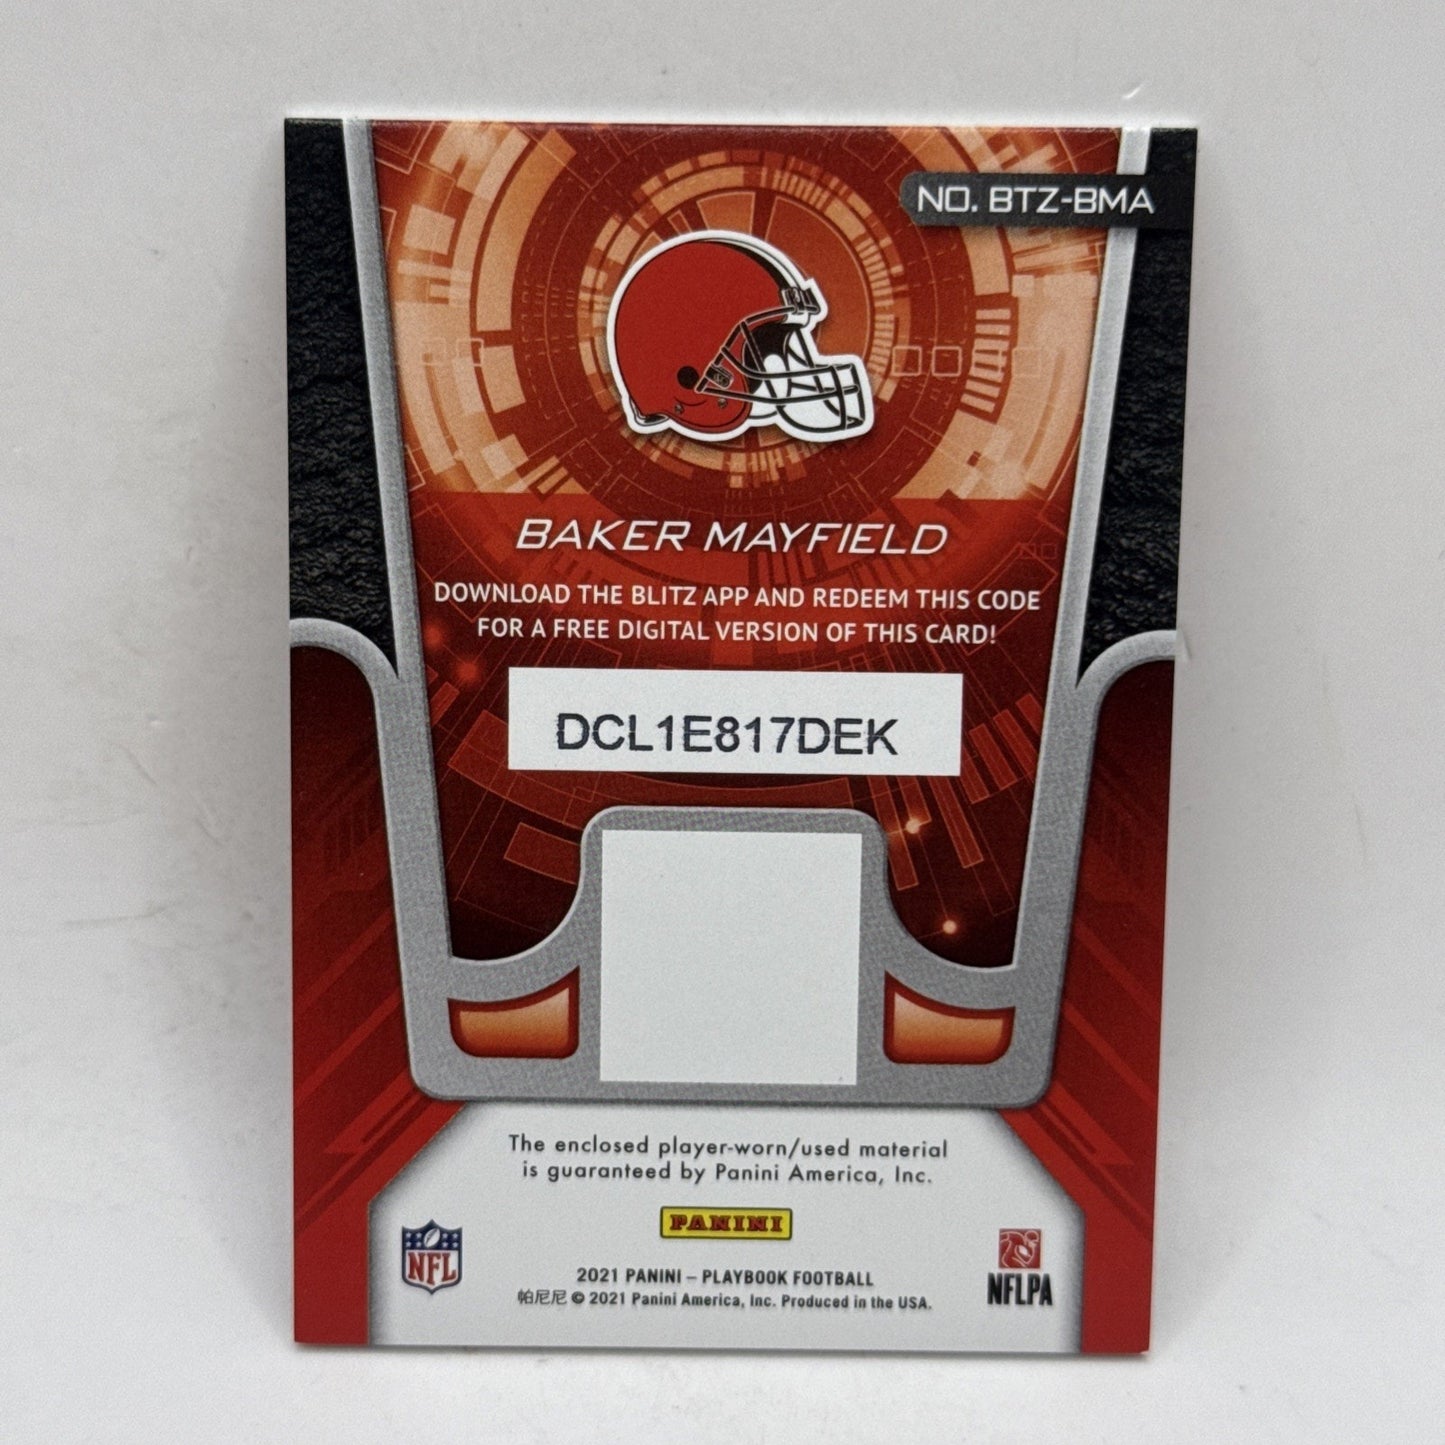 NO. BTZ-BMA
BAKER MAYFIELD
DOWNLOAD THE BLITZ APP AND REDEEM THIS CODE
FOR A FREE DIGITAL VERSION OF THIS CARD!
DCL1E817DEK
The enclosed player-worn/used material
is guaranteed by Panini America, Inc.
PANINI
NFL
NFLPA
2021 PANINI – PLAYBOOK FOOTBALL
帕尼尼 © 2021 Panini America, Inc. Produced in the USA.